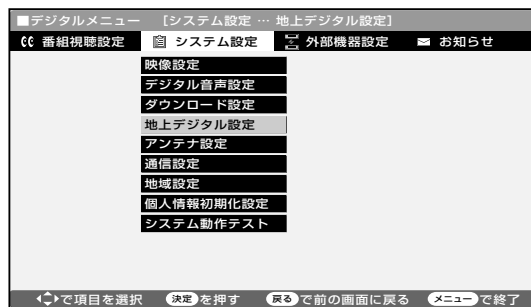 ■デジタルメニュー ［システム設定 … 地上デジタル設定］
番組視聴設定 システム設定 外部機器設定 お知らせ
映像設定
デジタル音声設定
ダウンロード設定
地上デジタル設定
アンテナ設定
通信設定
地域設定
個人情報初期化設定
システム動作テスト
で項目を選択 決定を押す 戻るで前の画面に戻る メニューで終了